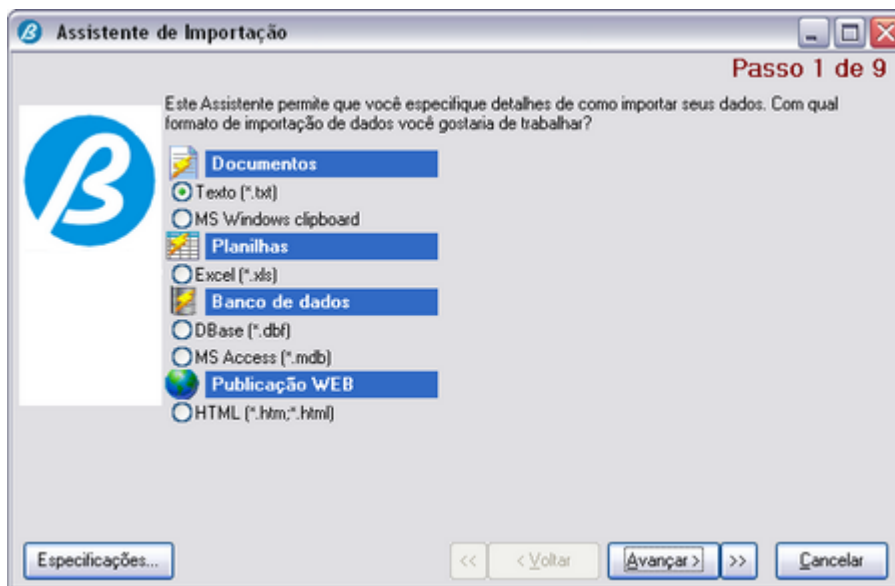 Assistente de Importação
Passo 1 de 9
Este Assistente permite que você especifique detalhes de como importar seus dados. Com qual
formato de importação de dados você gostaria de trabalhar?
Documentos
Texto (*.txt)
MS Windows clipboard
Planilhas
Excel (*.xls)
Banco de dados
DBase (*.dbf)
MS Access (*.mdb)
Publicação WEB
HTML (*.htm;*.html)
Especificações... << < Voltar Avançar > >> Cancelar